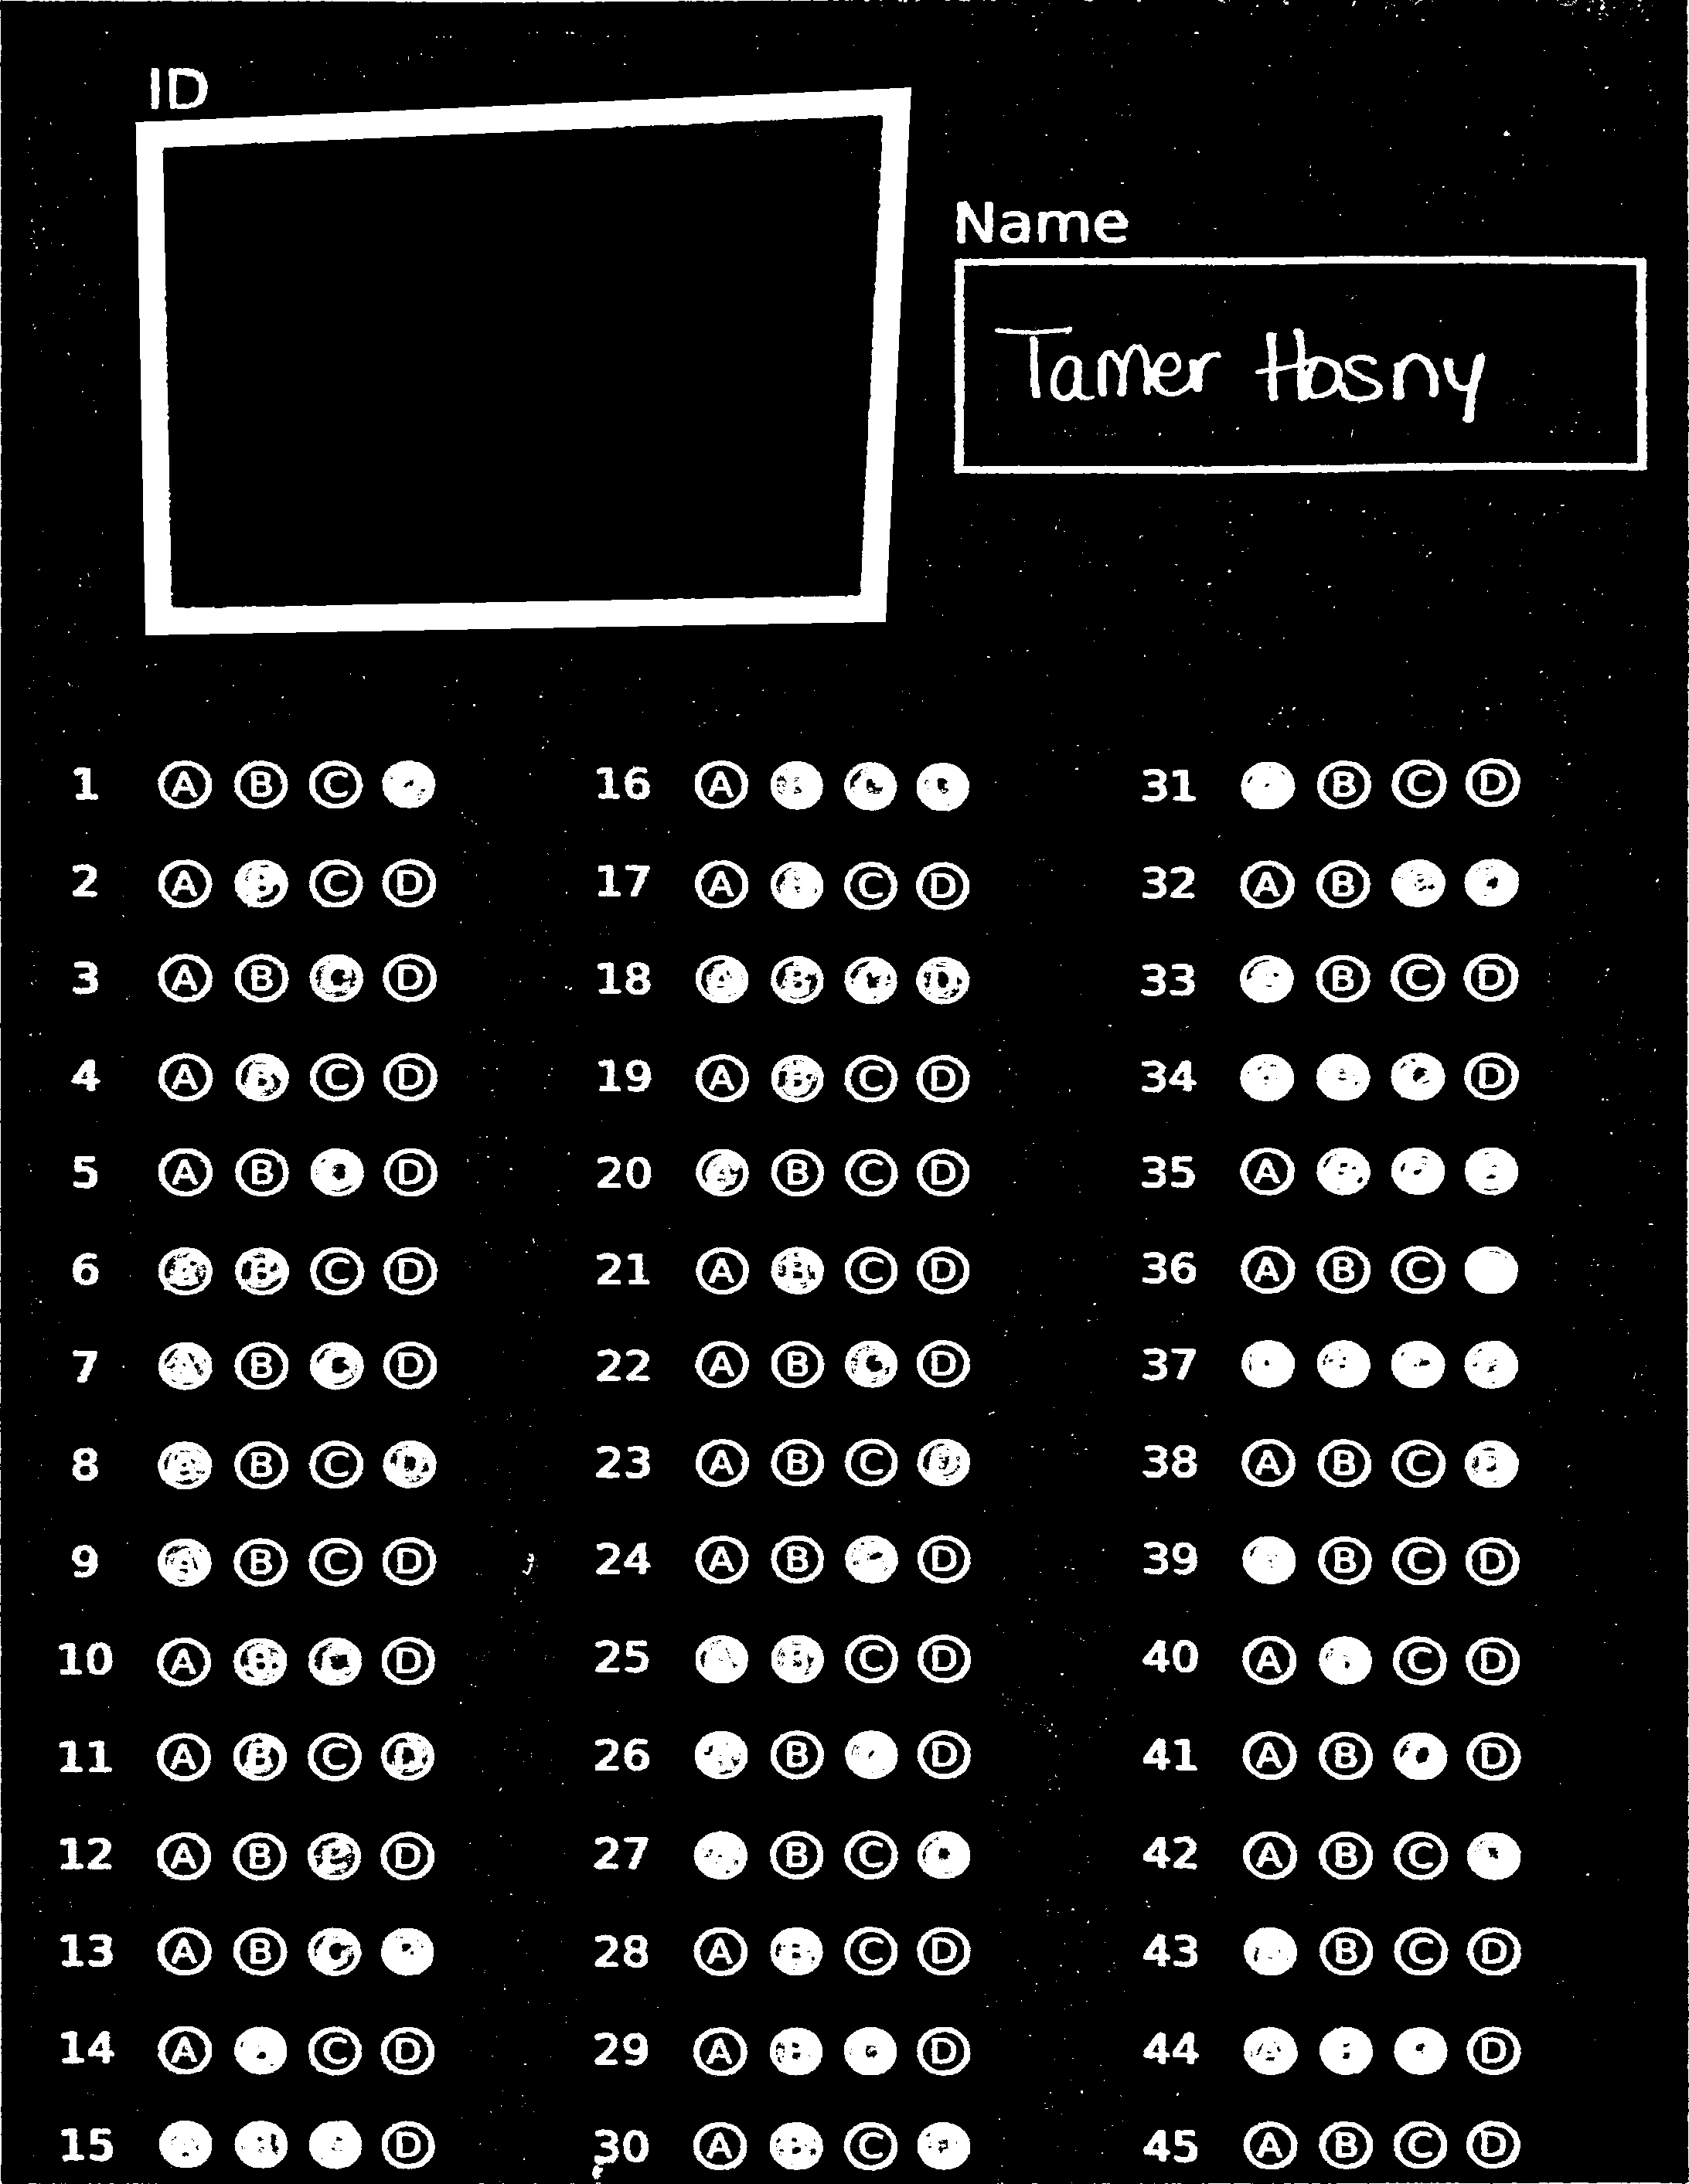 ID
Name
Tamer Hosny
1 A B C
2 A B C D
3 A B C D
4 A B C D
5 A B D
6 A B C D
7 A B C D
8 A B C D
9 A B C D
10 A B C D
11 A B C D
12 A B C D
13 A B C
14 A C D
15 D
16 A B C
17 A B C D
18 A B C D
19 A B C D
20 A B C D
21 A B C D
22 A B C D
23 A B C D
24 A B D
25 A B C D
26 A B D
27 B C
28 A B C D
29 A B D
30 A B C
31 B C D
32 A B
33 B C D
34 D
35 A
36 A B C
37
38 A B C D
39 B C D
40 A C D
41 A B D
42 A B C
43 B C D
44 A D
45 A B C D